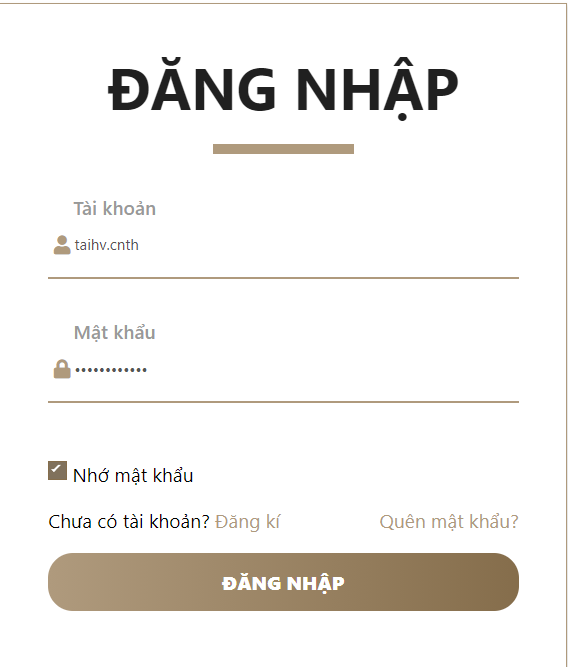 ĐĂNG NHẬP
Tài khoản
taihv.cnth
Mật khẩu
••••••••••••
Nhớ mật khẩu
Chưa có tài khoản? Đăng kí Quên mật khẩu?
ĐĂNG NHẬP